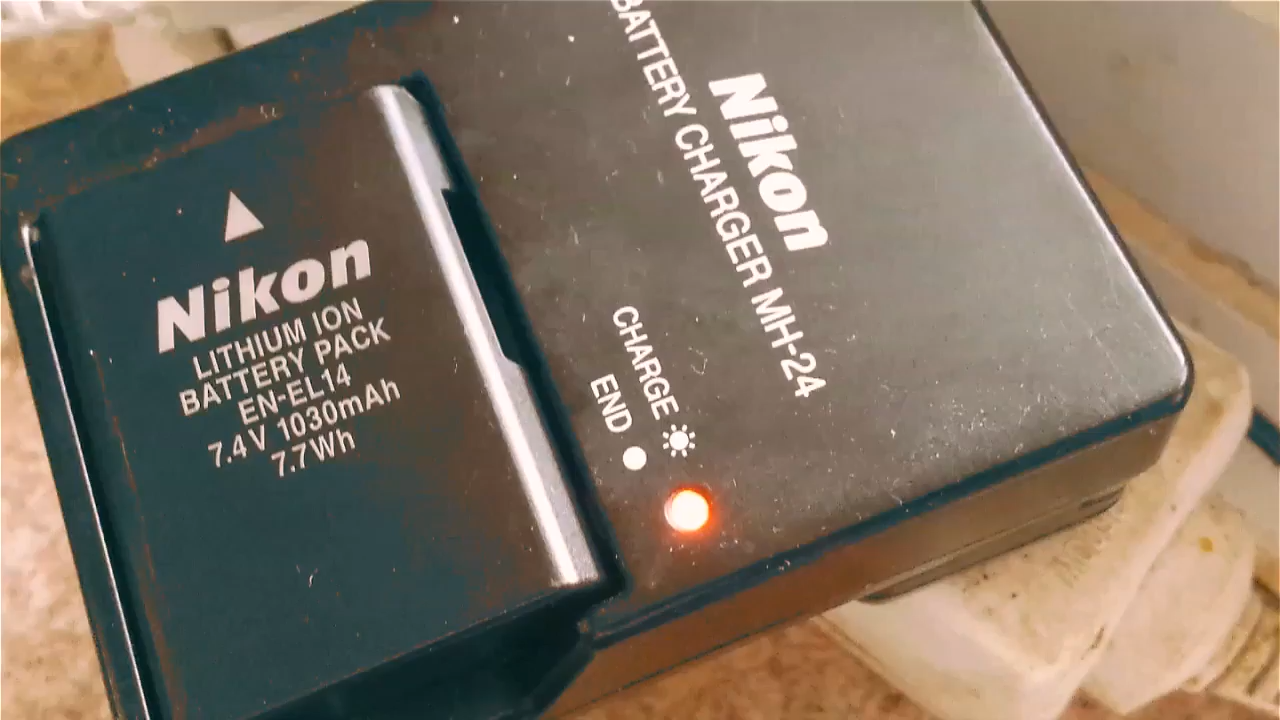 Nikon
LITHIUM ION
BATTERY PACK
EN-EL14
7.4V 1030mAh
7.7Wh
Nikon
BATTERY CHARGER MH-24
CHARGE
END